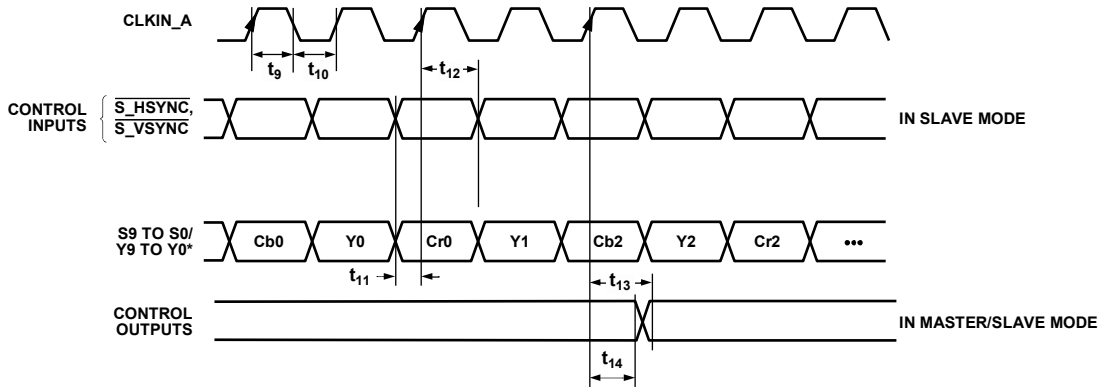 CLKIN_A
t9
t10
t12
CONTROL
INPUTS
S_HSYNC,
S_VSYNC
IN SLAVE MODE
S9 TO S0/
Y9 TO Y0*
Cb0
Y0
Cr0
Y1
Cb2
Y2
Cr2
•••
t11
t13
CONTROL
OUTPUTS
IN MASTER/SLAVE MODE
t14